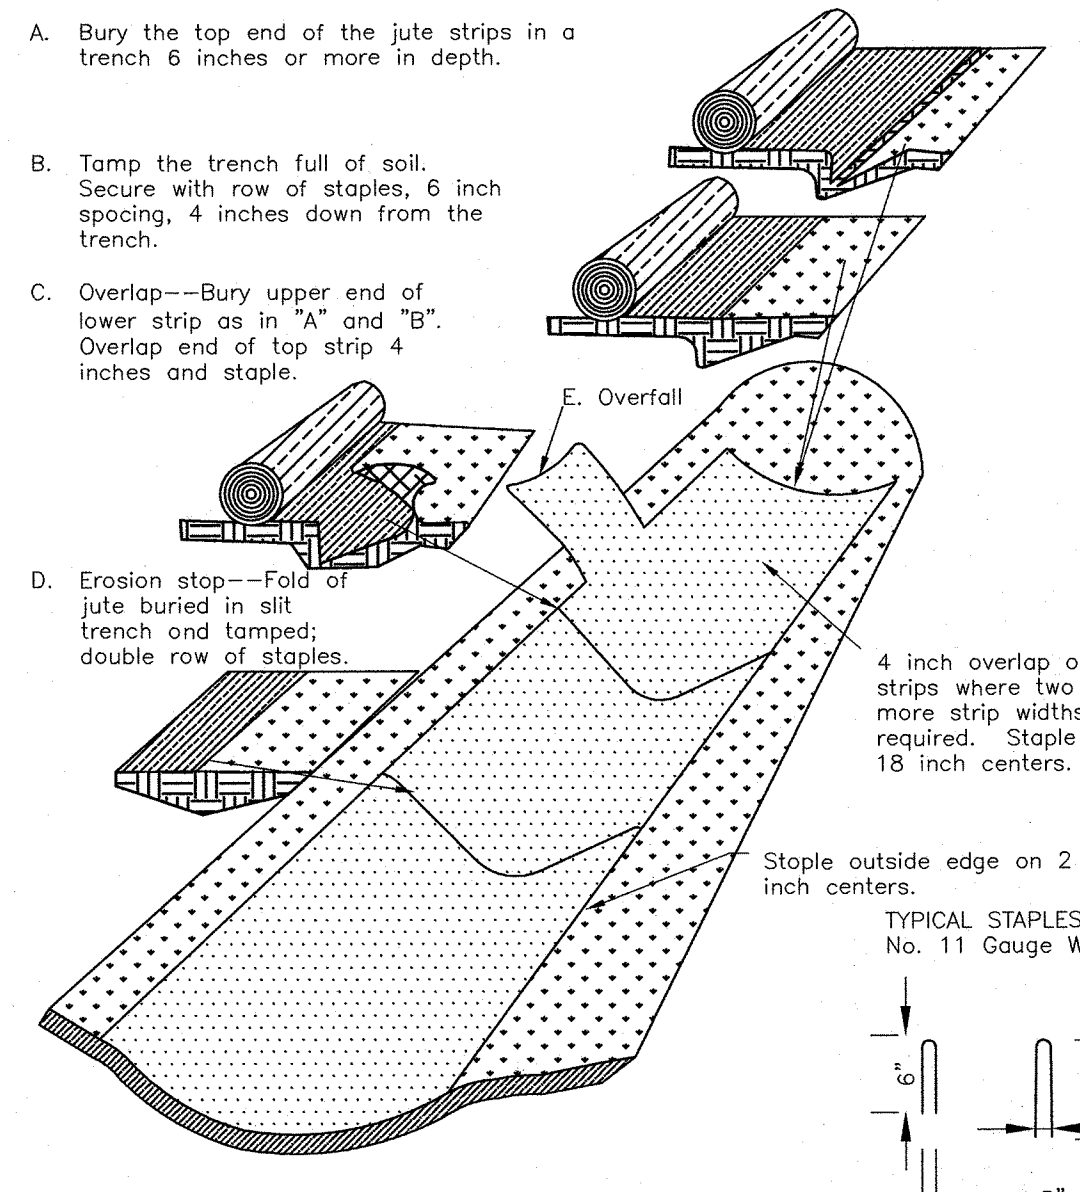 A. Bury the top end of the jute strips in a
trench 6 inches or more in depth.
B. Tamp the trench full of soil.
Secure with row of staples, 6 inch
spocing, 4 inches down from the
trench.
C. Overlap--Bury upper end of
lower strip as in "A" and "B".
Overlap end of top strip 4
inches and staple.
E. Overfall
D. Erosion stop--Fold of
jute buried in slit
trench ond tamped;
double row of staples.
4 inch overlap o
strips where two
more strip widths
required. Staple
18 inch centers.
Stople outside edge on 2
inch centers.
TYPICAL STAPLES
No. 11 Gauge W
6"